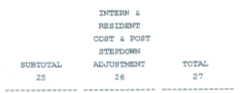 INTERN &
RESIDENT
COST & POST
STEPDOWN
SUBTOTAL ADJUSTMENT TOTAL
25 26 27